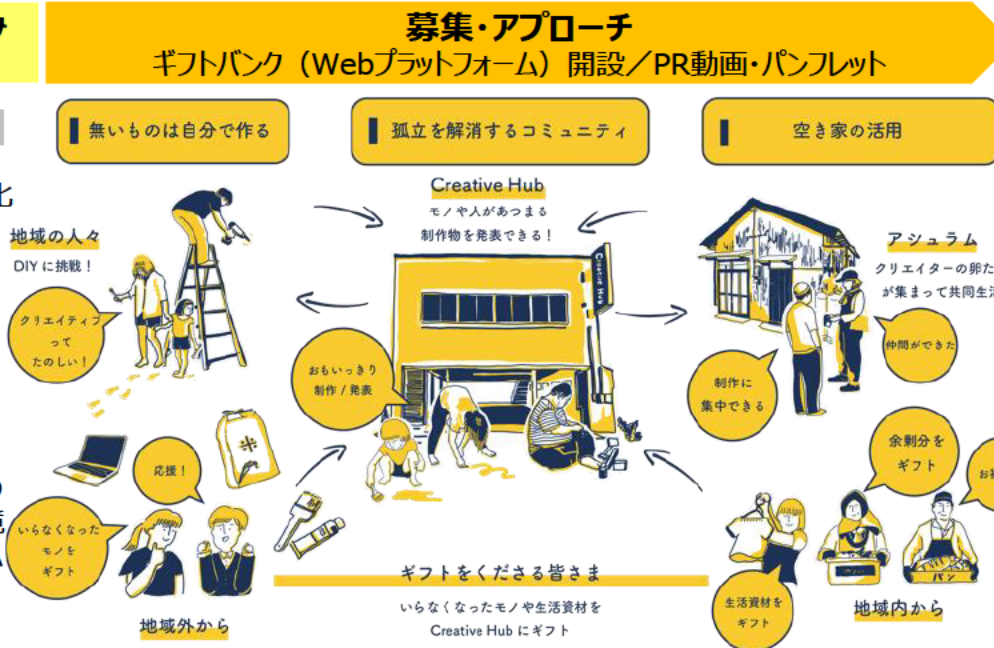 募集・アプローチ
ギフトバンク（Webプラットフォーム）開設／PR動画・パンフレット
無いものは自分で作る
孤立を解消するコミュニティ
空き家の活用
地域の人々
DIYに挑戦！
クリエイティブ
って
たのしい！
Creative Hub
モノや人があつまる
制作物を発表できる！
Creative Hub
おもいっきり
制作/発表
アシュラム
クリエイターの卵た
が集まって共同生活
仲間ができた
制作に
集中できる
応援！
いらなくなった
モノを
ギフト
地域外から
ギフトをくださる皆さま
いらなくなったモノや生活資材を
Creative Hub にギフト
余剰分を
ギフト
生活資材を
ギフト
パン
地域内から